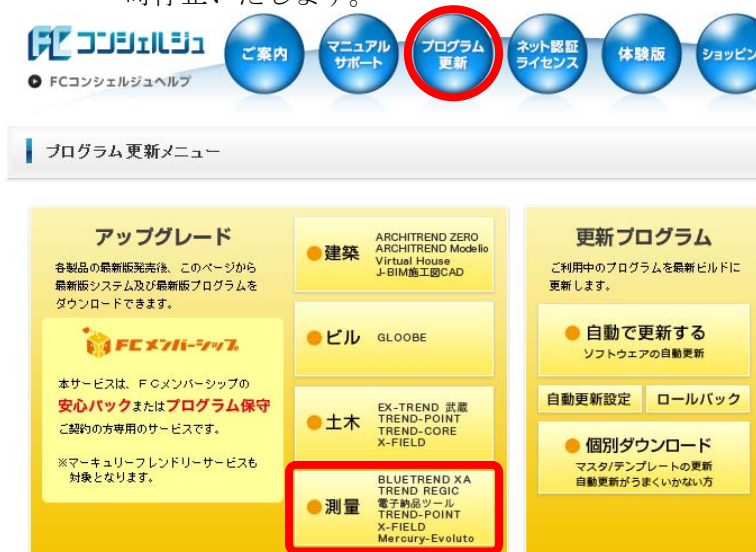 一時停止いたします。
FC コンシェルジュ
FCコンシェルジュヘルプ
ご案内
マニュアル
サポート
プログラム
更新
ネット認証
ライセンス
体験版
ショッピン
プログラム更新メニュー
アップグレード
各製品の最新版発売後、このページから
最新版システム及び最新版プログラムを
ダウンロードできます。
FCメンバーシップ
本サービスは、FCメンバーシップの
安心パックまたはプログラム保守
ご契約の方専用のサービスです。
※マーキュリーフレンドリーサービスも
対象となります。
建築
ARCHITREND ZERO
ARCHITREND Modelio
Virtual House
J-BIM施工図CAD
ビル
GLOOBE
土木
EX-TREND 武蔵
TREND-POINT
TREND-CORE
X-FIELD
測量
BLUETREND XA
TREND REGIC
電子納品ツール
TREND-POINT
X-FIELD
Mercury-Evoluto
更新プログラム
ご利用中のプログラムを最新ビルドに
更新します。
自動で更新する
ソフトウェアの自動更新
自動更新設定
ロールバック
個別ダウンロード
マスタ/テンプレートの更新
自動更新がうまくいかない方